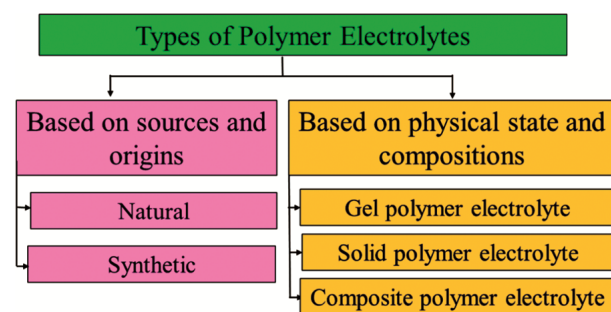 Types of Polymer Electrolytes
Based on sources and
origins
Natural
Synthetic
Based on physical state and
compositions
Gel polymer electrolyte
Solid polymer electrolyte
Composite polymer electrolyte